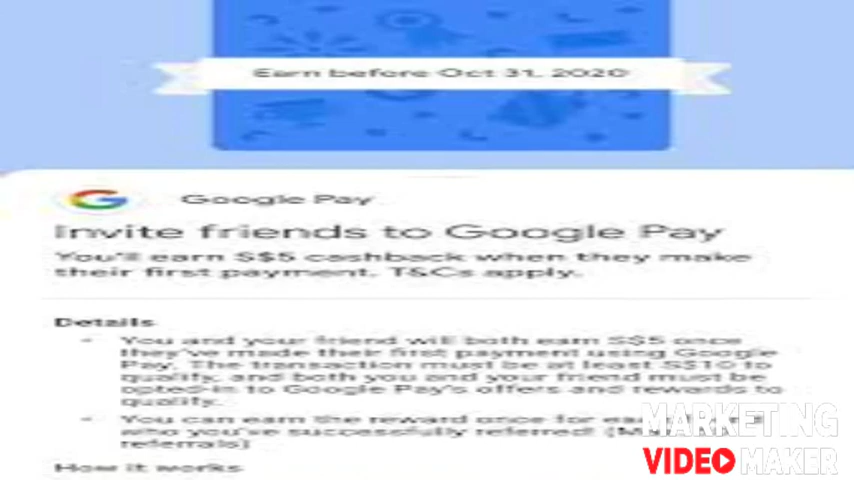 Earn before Oct 31, 2020
Google Pay
Invite friends to Google Pay
You'll earn S$5 cashback when they make
their first payment. T&Cs apply.
Details
You and your friend will both earn S$5 once
they've made their first payment using Google
Pay. The transaction must be at least S$10 to
qualify, and both you and your friend must be
opted in to Google Pay's offers and rewards to
qualify.
You can earn the reward once for each
who you've successfully referred!
referrals)
How it works
MARKETING
VIDEO MAKER